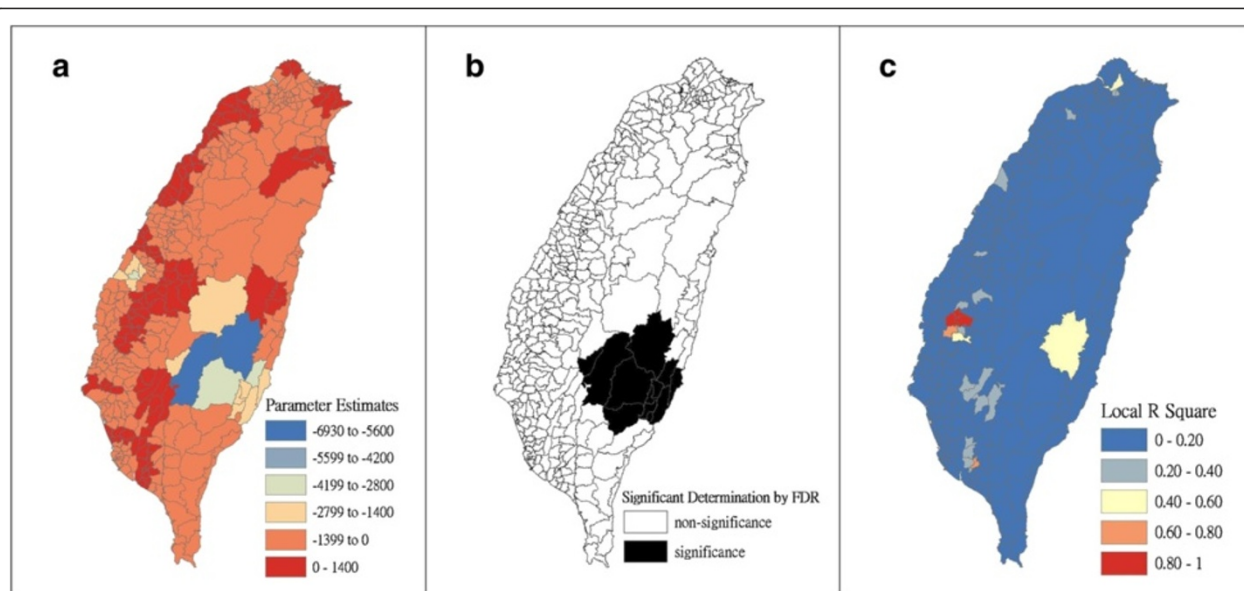 a
Parameter Estimates
-6930 to -5600
-5599 to -4200
-4199 to -2800
-2799 to -1400
-1399 to 0
0 - 1400
b
Significant Determination by FDR
non-significance
significance
c
Local R Square
0 - 0.20
0.20 - 0.40
0.40 - 0.60
0.60 - 0.80
0.80 - 1